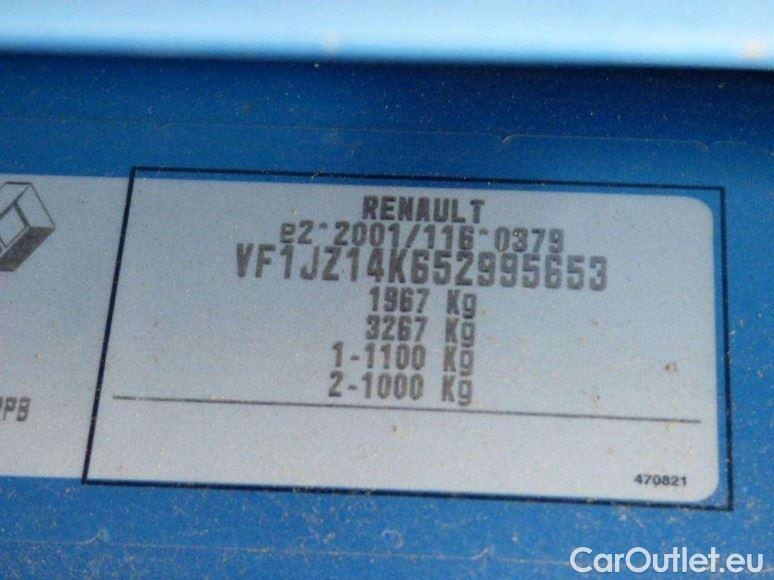 RENAULT
e2*2001/116*0379
VF1JZ14K652995653
1967 Kg
3267 Kg
1-1100 Kg
2-1000 Kg
PPB
470821
CarOutlet.eu